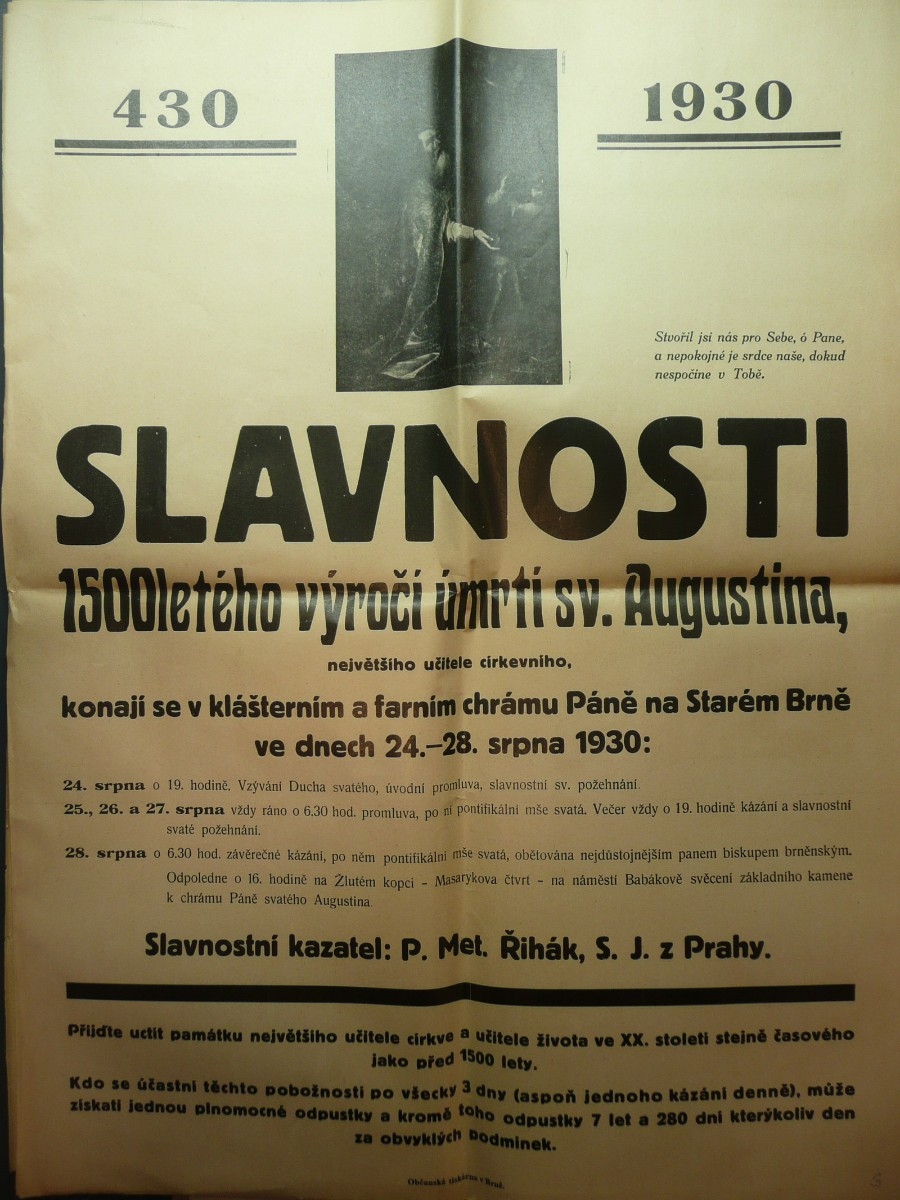 430
1930
Stvořil jsi nás pro Sebe, ó Pane,
a nepokojné je srdce naše, dokud
nespočine v Tobě.
SLAVNOSTI
1500letého výročí úmrtí sv. Augustina,
největšího učitele církevního,
konají se v klášterním a farním chrámu Páně na Starém Brně
ve dnech 24.–28. srpna 1930:
24. srpna o 19. hodině. Vzývání Ducha svatého, úvodní promluva, slavnostní sv. požehnání.
25., 26. a 27. srpna vždy ráno o 6.30 hod. promluva, po ní pontifikální mše svatá. Večer vždy o 19. hodině kázání a slavnostní
svaté požehnání.
28. srpna o 6.30 hod. závěrečné kázání, po něm pontifikální mše svatá, obětována nejdůstojnějším panem biskupem brněnským.
Odpoledne o 16. hodině na Žlutém kopci – Masarykova čtvrt – na náměstí Babákově svěcení základního kamene
k chrámu Páně svatého Augustina.
Slavnostní kazatel: P. Met. Řihák, S. J. z Prahy.
Přijďte uctít památku největšího učitele církve a učitele života ve XX. století stejně časového
jako před 1500 lety.
Kdo se účastní těchto pobožností po všecky 3 dny (aspoň jednoho kázání denně), může
získati jednou plnomocné odpustky a kromě toho odpustky 7 let a 280 dní kterýkoliv den
za obvyklých podmínek.
Občanská tiskárna v Brně.